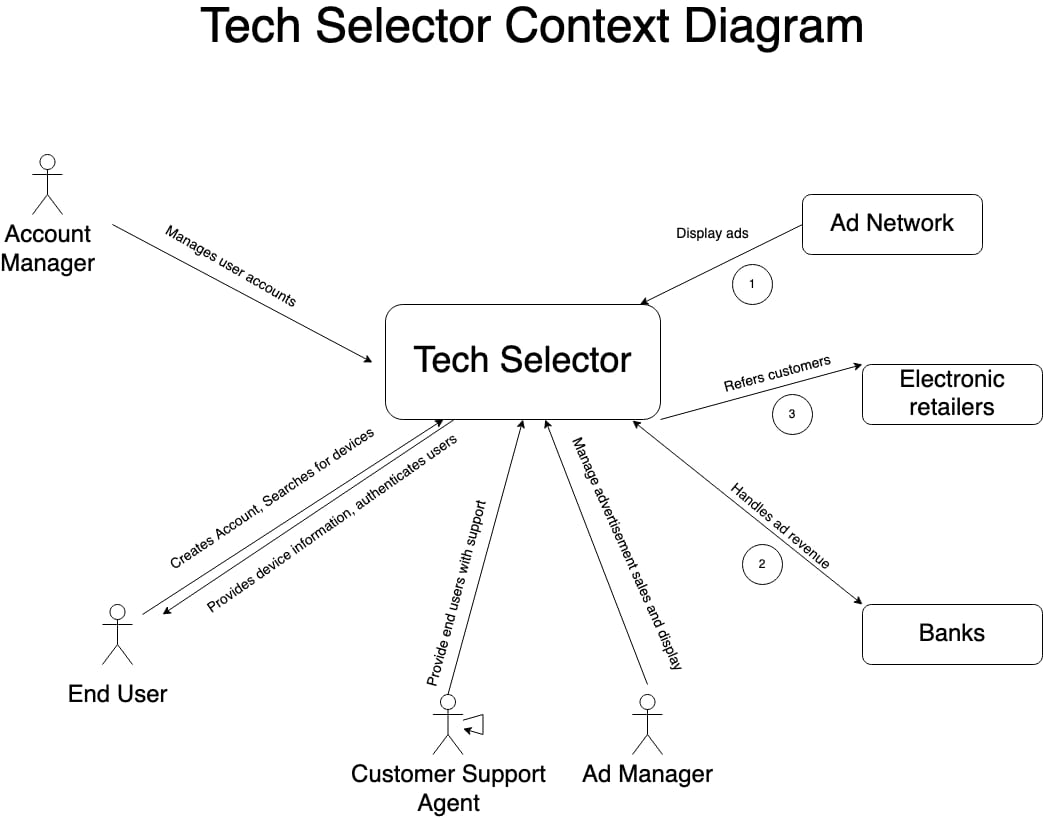 Tech Selector Context Diagram
Account
Manager
Manages user accounts
Display ads
Ad Network
1
Tech Selector
Refers customers
Electronic
retailers
3
Creates Account, Searches for devices
Provides device information, authenticates users
Provide end users with support
Manage advertisement sales and display
Handles ad revenue
2
Banks
End User
Customer Support
Agent
Ad Manager